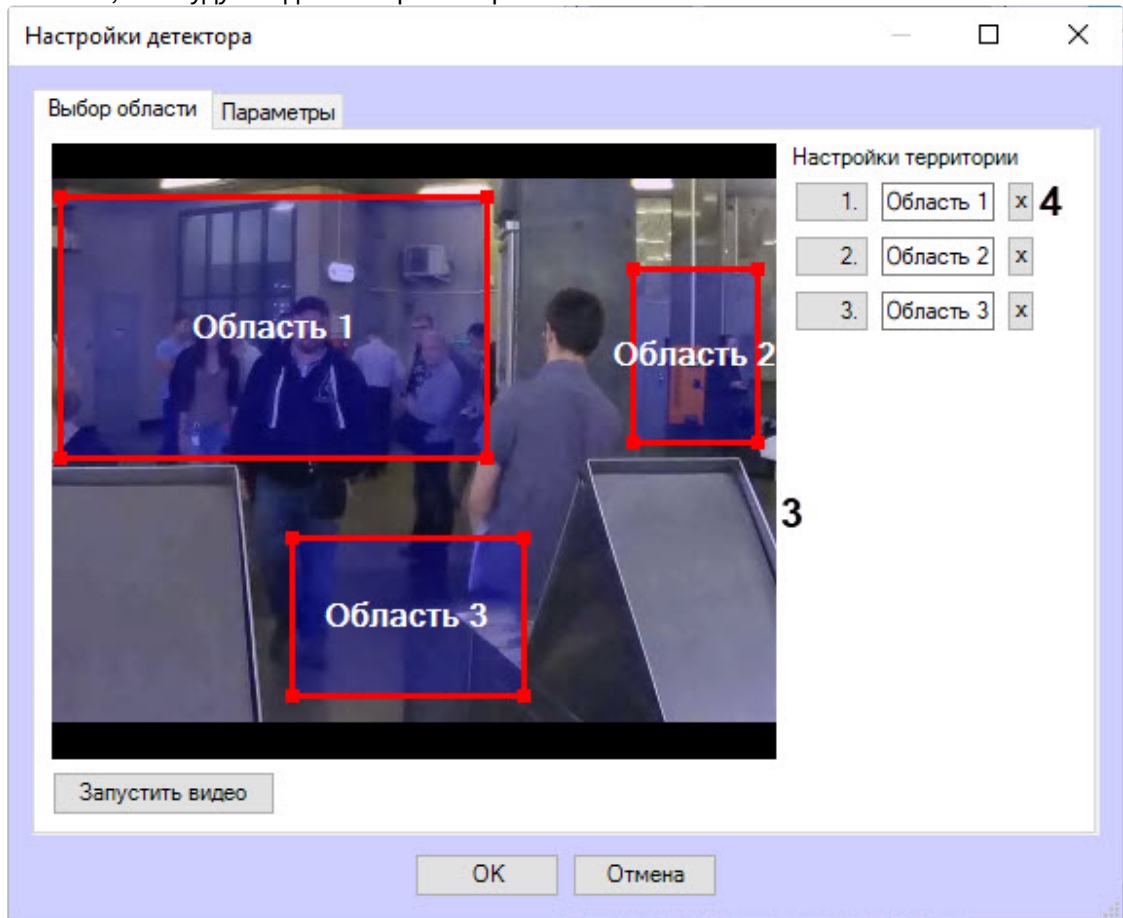 Настройки детектора
Выбор области
Параметры
Настройки территории
1. Область 1 x 4
2. Область 2 x
3. Область 3 x
Область 1
Область 2
3
Область 3
Запустить видео
OK
Отмена